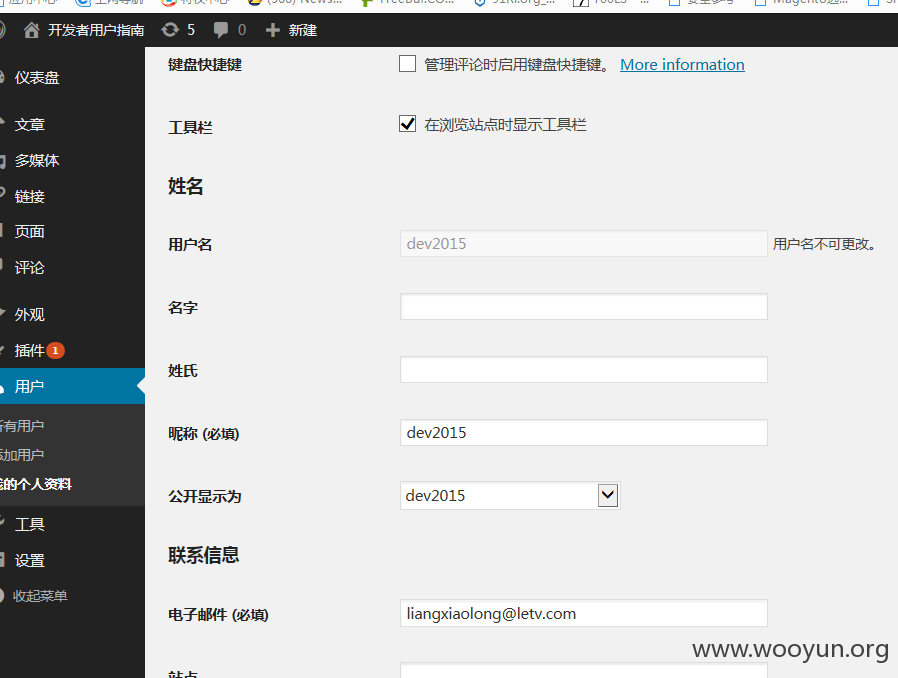 开发者用户指南 5 0 新建
仪表盘
文章
多媒体
链接
页面
评论
外观
插件 1
用户
所有用户
添加用户
我的个人资料
工具
设置
收起菜单
键盘快捷键 管理评论时启用键盘快捷键。 More information
工具栏 在浏览站点时显示工具栏
姓名
用户名 dev2015 用户名不可更改。
名字
姓氏
昵称 (必填) dev2015
公开显示为 dev2015
联系信息
电子邮件 (必填) liangxiaolong@letv.com
站点
www.wooyun.org